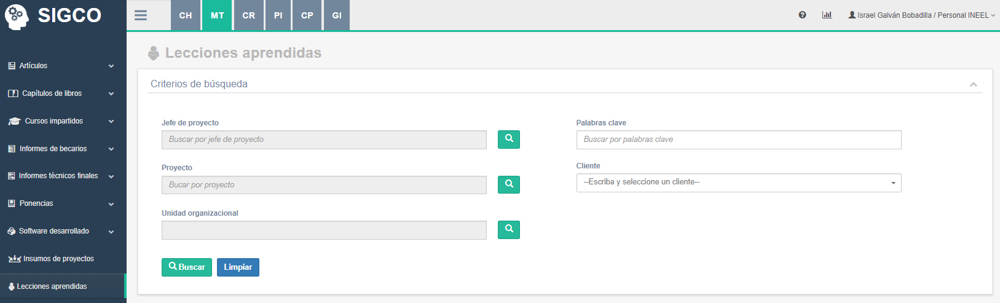 SIGCO
CH MT CR PI CP GI
Israel Galván Bobadilla / Personal INEEL
Artículos
Capítulos de libros
Cursos impartidos
Informes de becarios
Informes técnicos finales
Ponencias
Software desarrollado
Insumos de proyectos
Lecciones aprendidas
Lecciones aprendidas
Criterios de búsqueda
Jefe de proyecto
Buscar por jefe de proyecto
Proyecto
Bucar por proyecto
Unidad organizacional
Palabras clave
Buscar por palabras clave
Cliente
--Escriba y seleccione un cliente--
Buscar
Limpiar